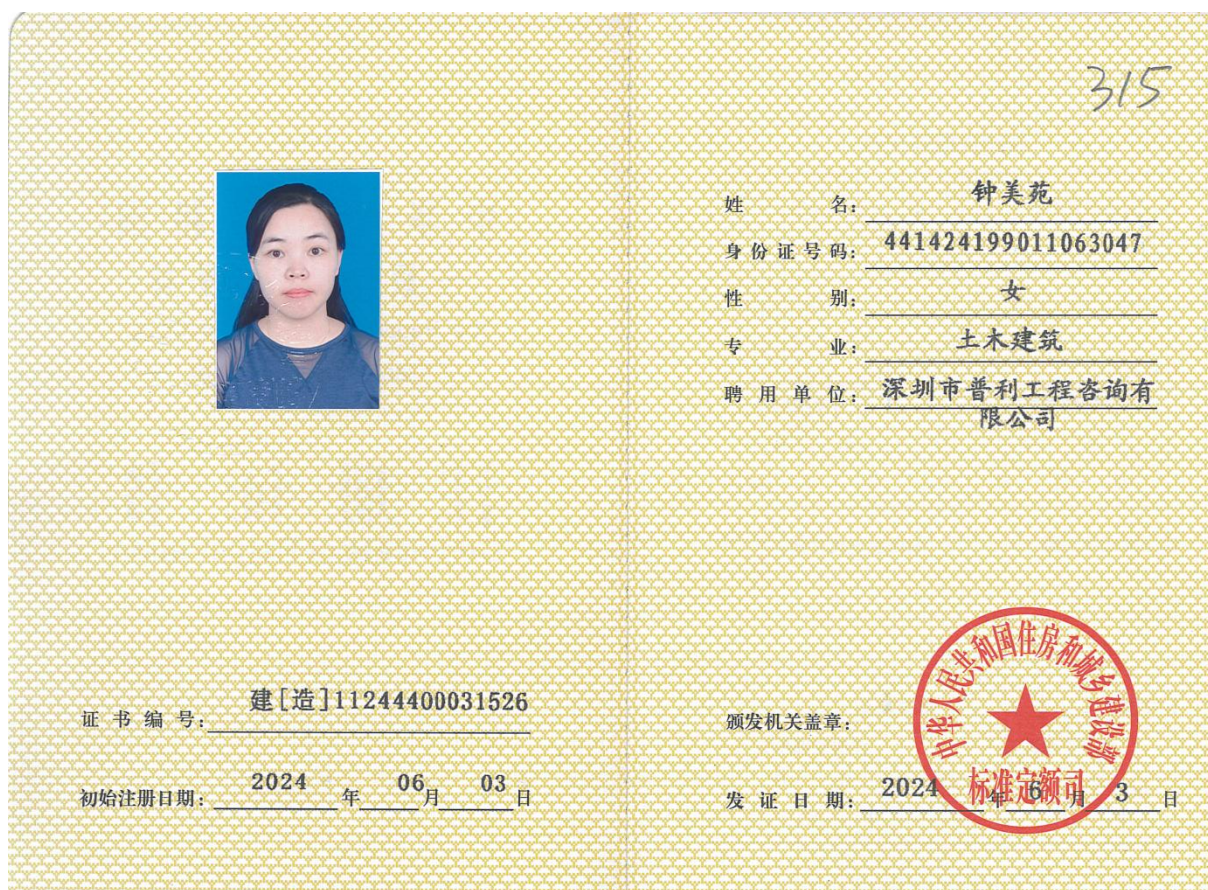 315
姓 名: 钟美苑
身份证号码: 441424199011063047
性 别: 女
专 业: 土木建筑
聘用单位: 深圳市普利工程咨询有
限公司
证书编号: 建[造]11244400031526
初始注册日期: 2024 年 06 月 03 日
颁发机关盖章:
中华人民共和国住房和城乡建设部
标准定额司
发证日期: 2024 年 6 月 3 日